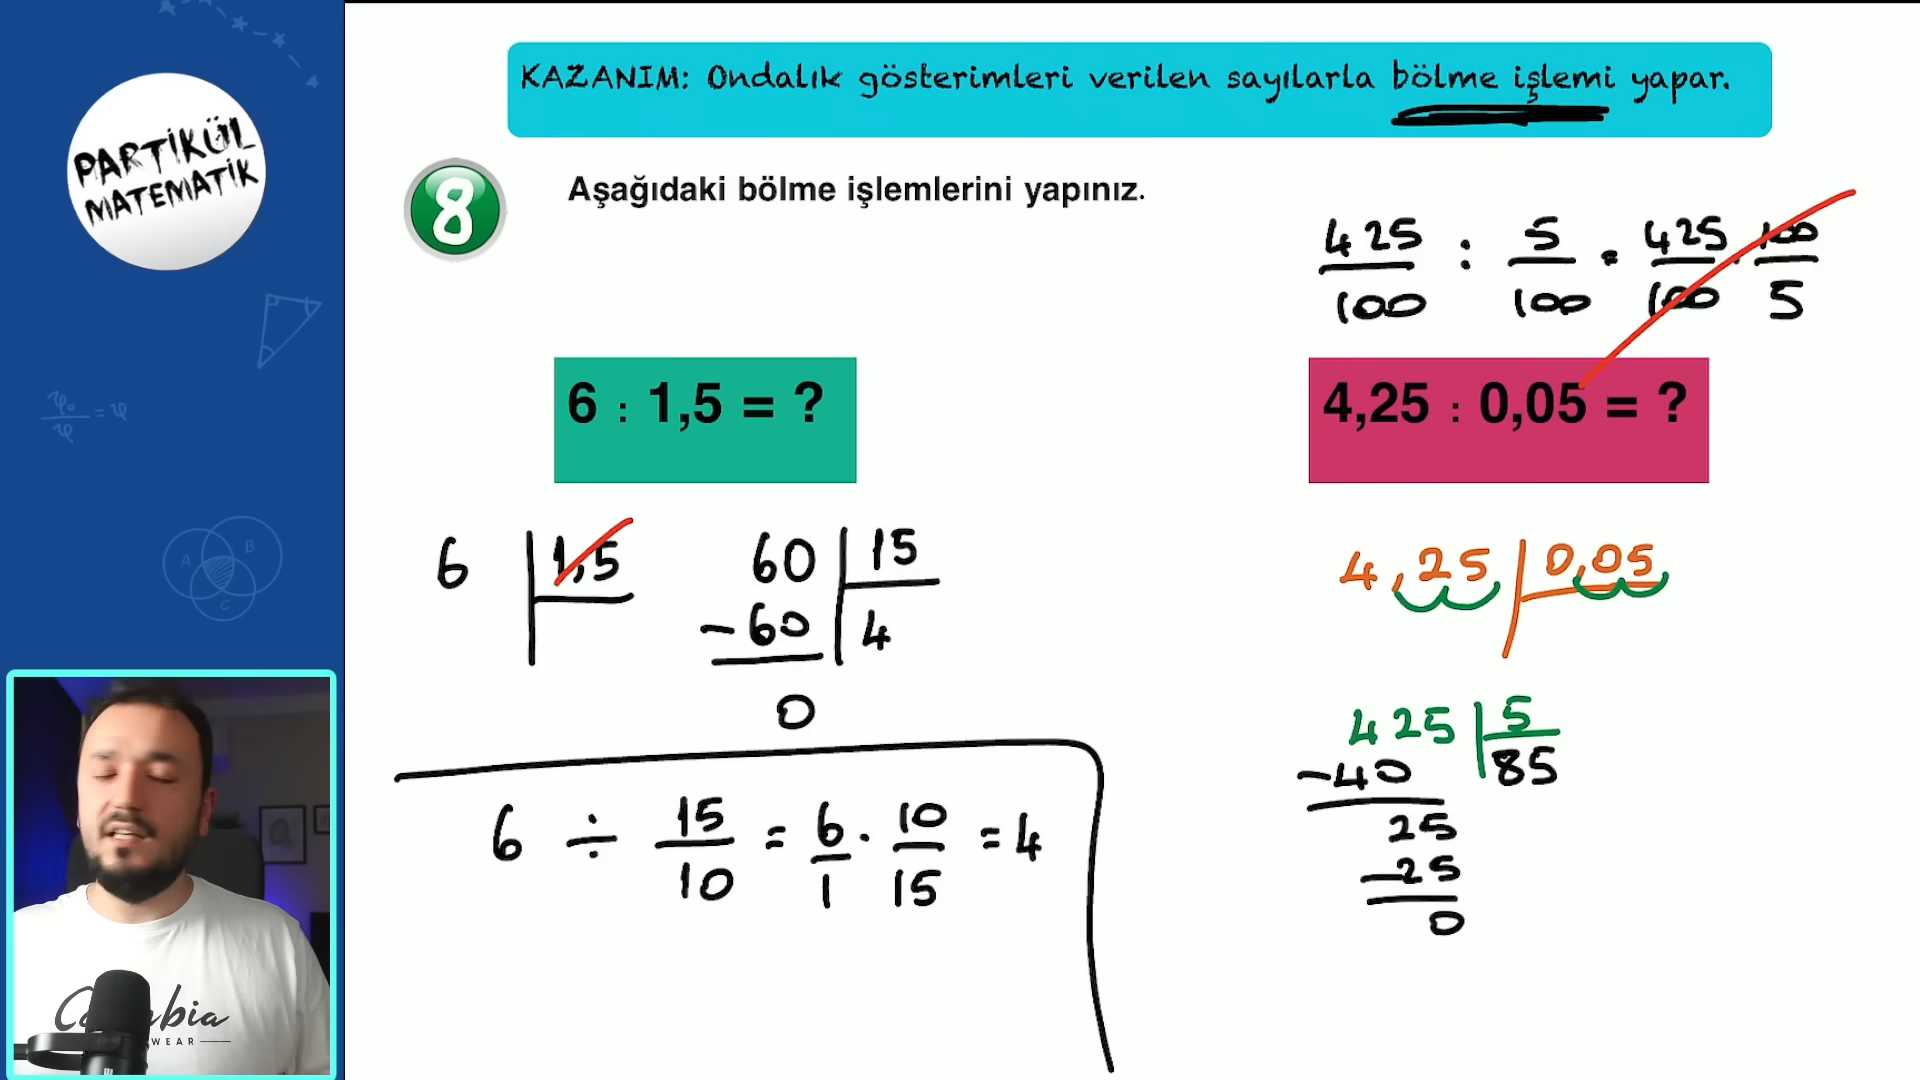 PARTİKÜL
MATEMATİK
KAZANIM: Ondalık gösterimleri verilen sayılarla bölme işlemi yapar.
8
Aşağıdaki bölme işlemlerini yapınız.
425/100 : 5/100 = 425/100 . 100/5
6 : 1,5 = ?
4,25 : 0,05 = ?
6 | 1,5
60 | 15
-60 | 4
0
6 ÷ 15/10 = 6/1 . 10/15 = 4
4,25 | 0,05
425 | 5
-40 | 85
25
-25
0
A B
C
WEAR